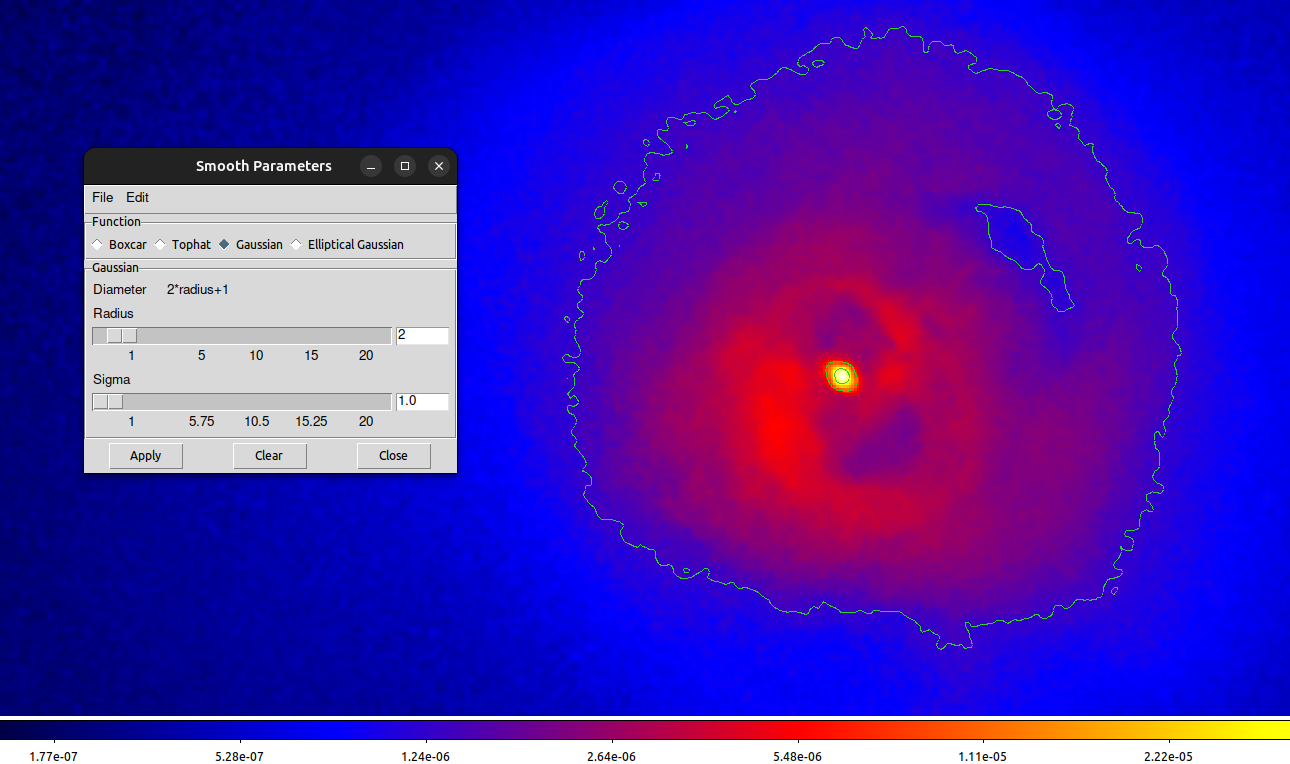 Smooth Parameters
File Edit
Function
Boxcar Tophat Gaussian Elliptical Gaussian
Gaussian
Diameter 2*radius+1
Radius
2
1 5 10 15 20
Sigma
1.0
1 5.75 10.5 15.25 20
Apply Clear Close
1.77e-07 5.28e-07 1.24e-06 2.64e-06 5.48e-06 1.11e-05 2.22e-05